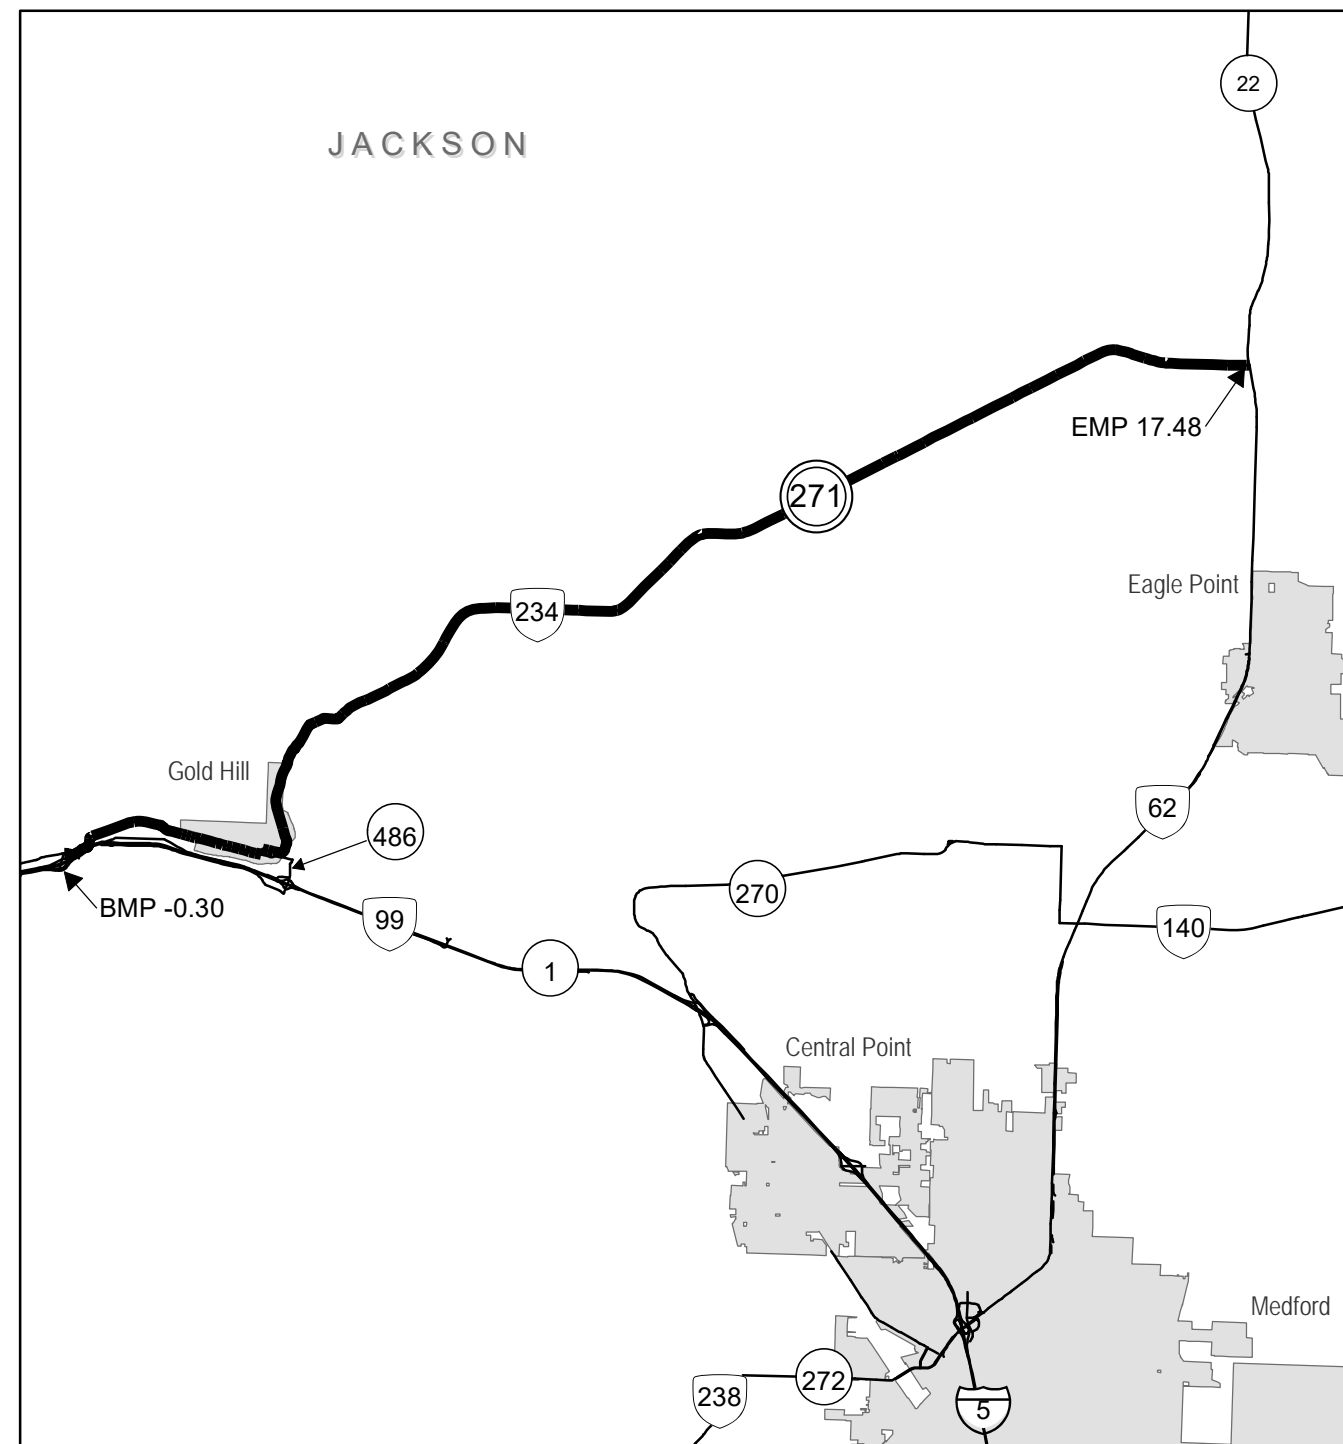 22
JACKSON
EMP 17.48
271
Eagle Point
234
Gold Hill
62
486
270
BMP -0.30
99
140
1
Central Point
Medford
272
238
5